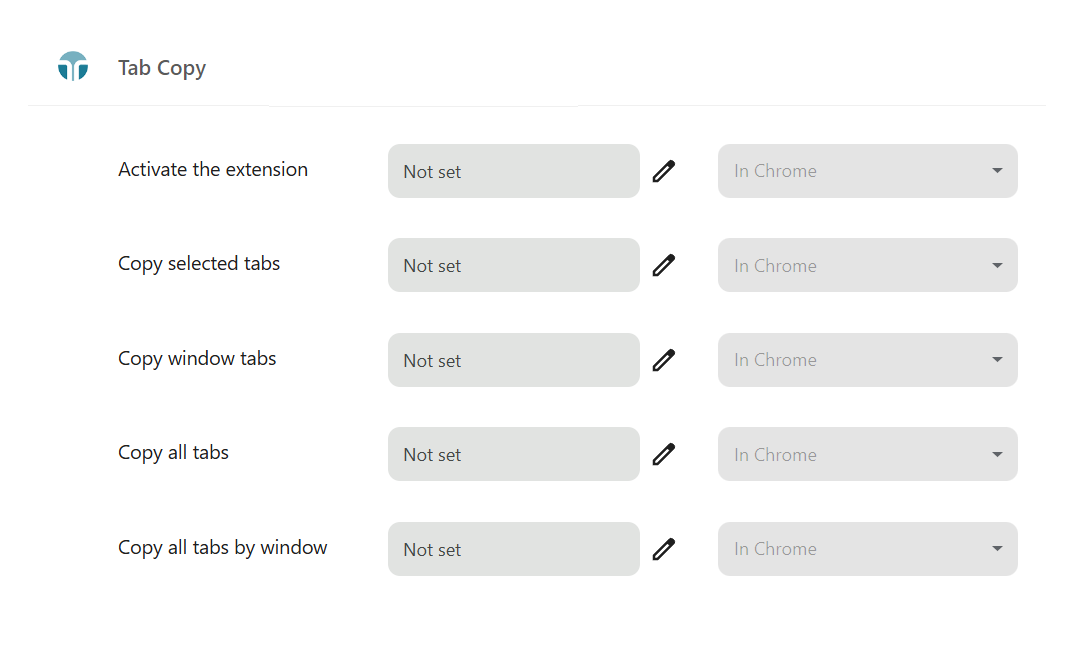 Tab Copy
Activate the extension Not set In Chrome
Copy selected tabs Not set In Chrome
Copy window tabs Not set In Chrome
Copy all tabs Not set In Chrome
Copy all tabs by window Not set In Chrome